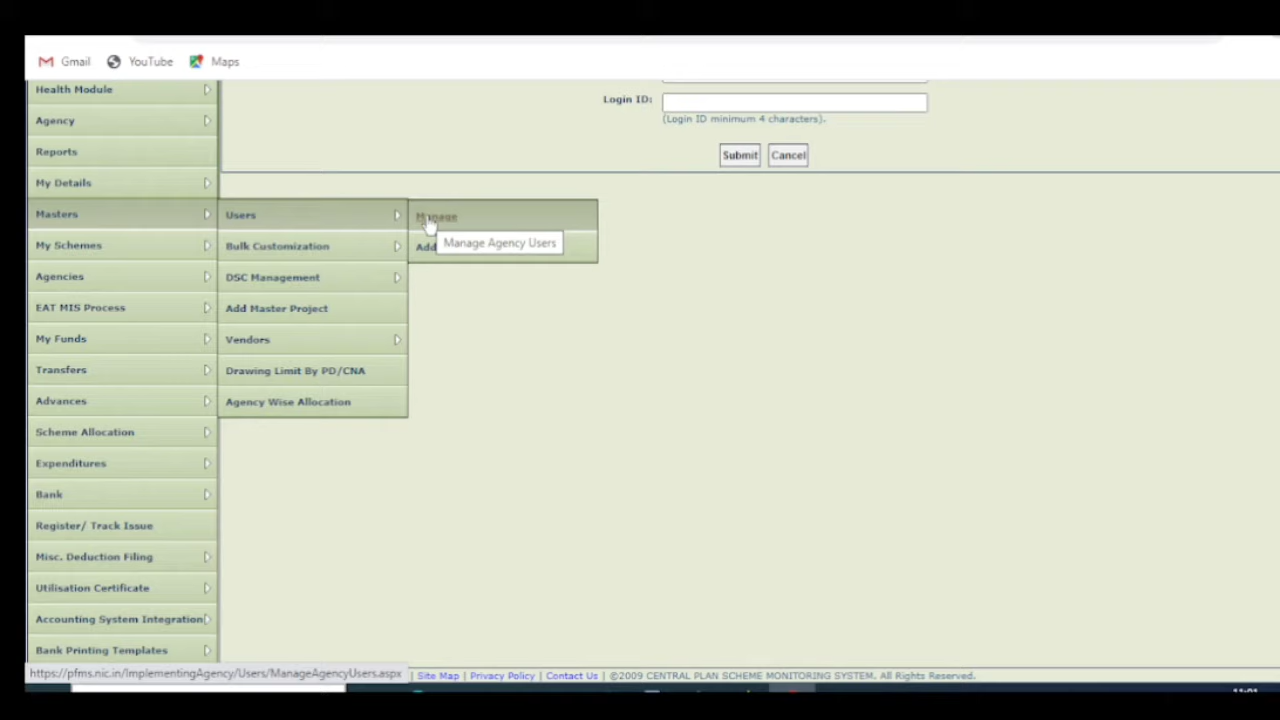 Gmail YouTube Maps
Health Module
Login ID:
(Login ID minimum 4 characters).
Agency
Reports
Submit Cancel
My Details
Masters Users Manage
My Schemes Bulk Customization Add Manage Agency Users
Agencies DSC Management
EAT MIS Process Add Master Project
My Funds Vendors
Transfers Drawing Limit By PD/CNA
Advances Agency Wise Allocation
Scheme Allocation
Expenditures
Bank
Register/ Track Issue
Misc. Deduction Filing
Utilisation Certificate
Accounting System Integration
Bank Printing Templates
https://pfms.nic.in/ImplementingAgency/Users/ManageAgencyUsers.aspx | Site Map | Privacy Policy | Contact Us | ©2009 CENTRAL PLAN SCHEME MONITORING SYSTEM. All Rights Reserved.